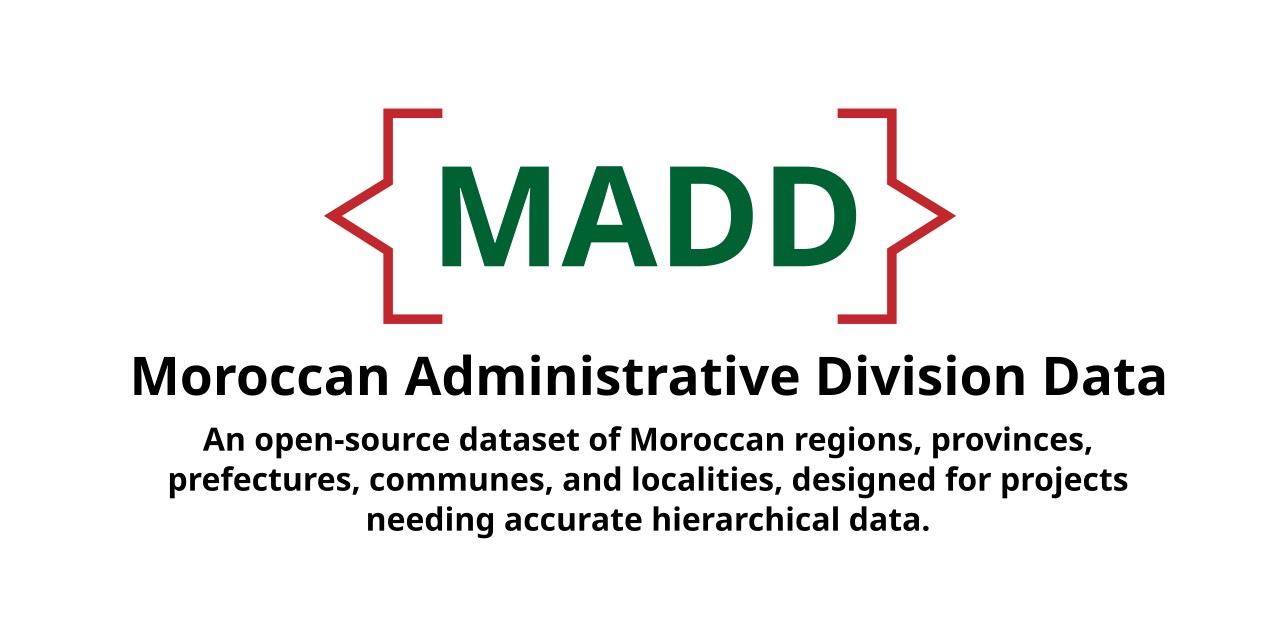 MADD
Moroccan Administrative Division Data
An open-source dataset of Moroccan regions, provinces,
prefectures, communes, and localities, designed for projects
needing accurate hierarchical data.